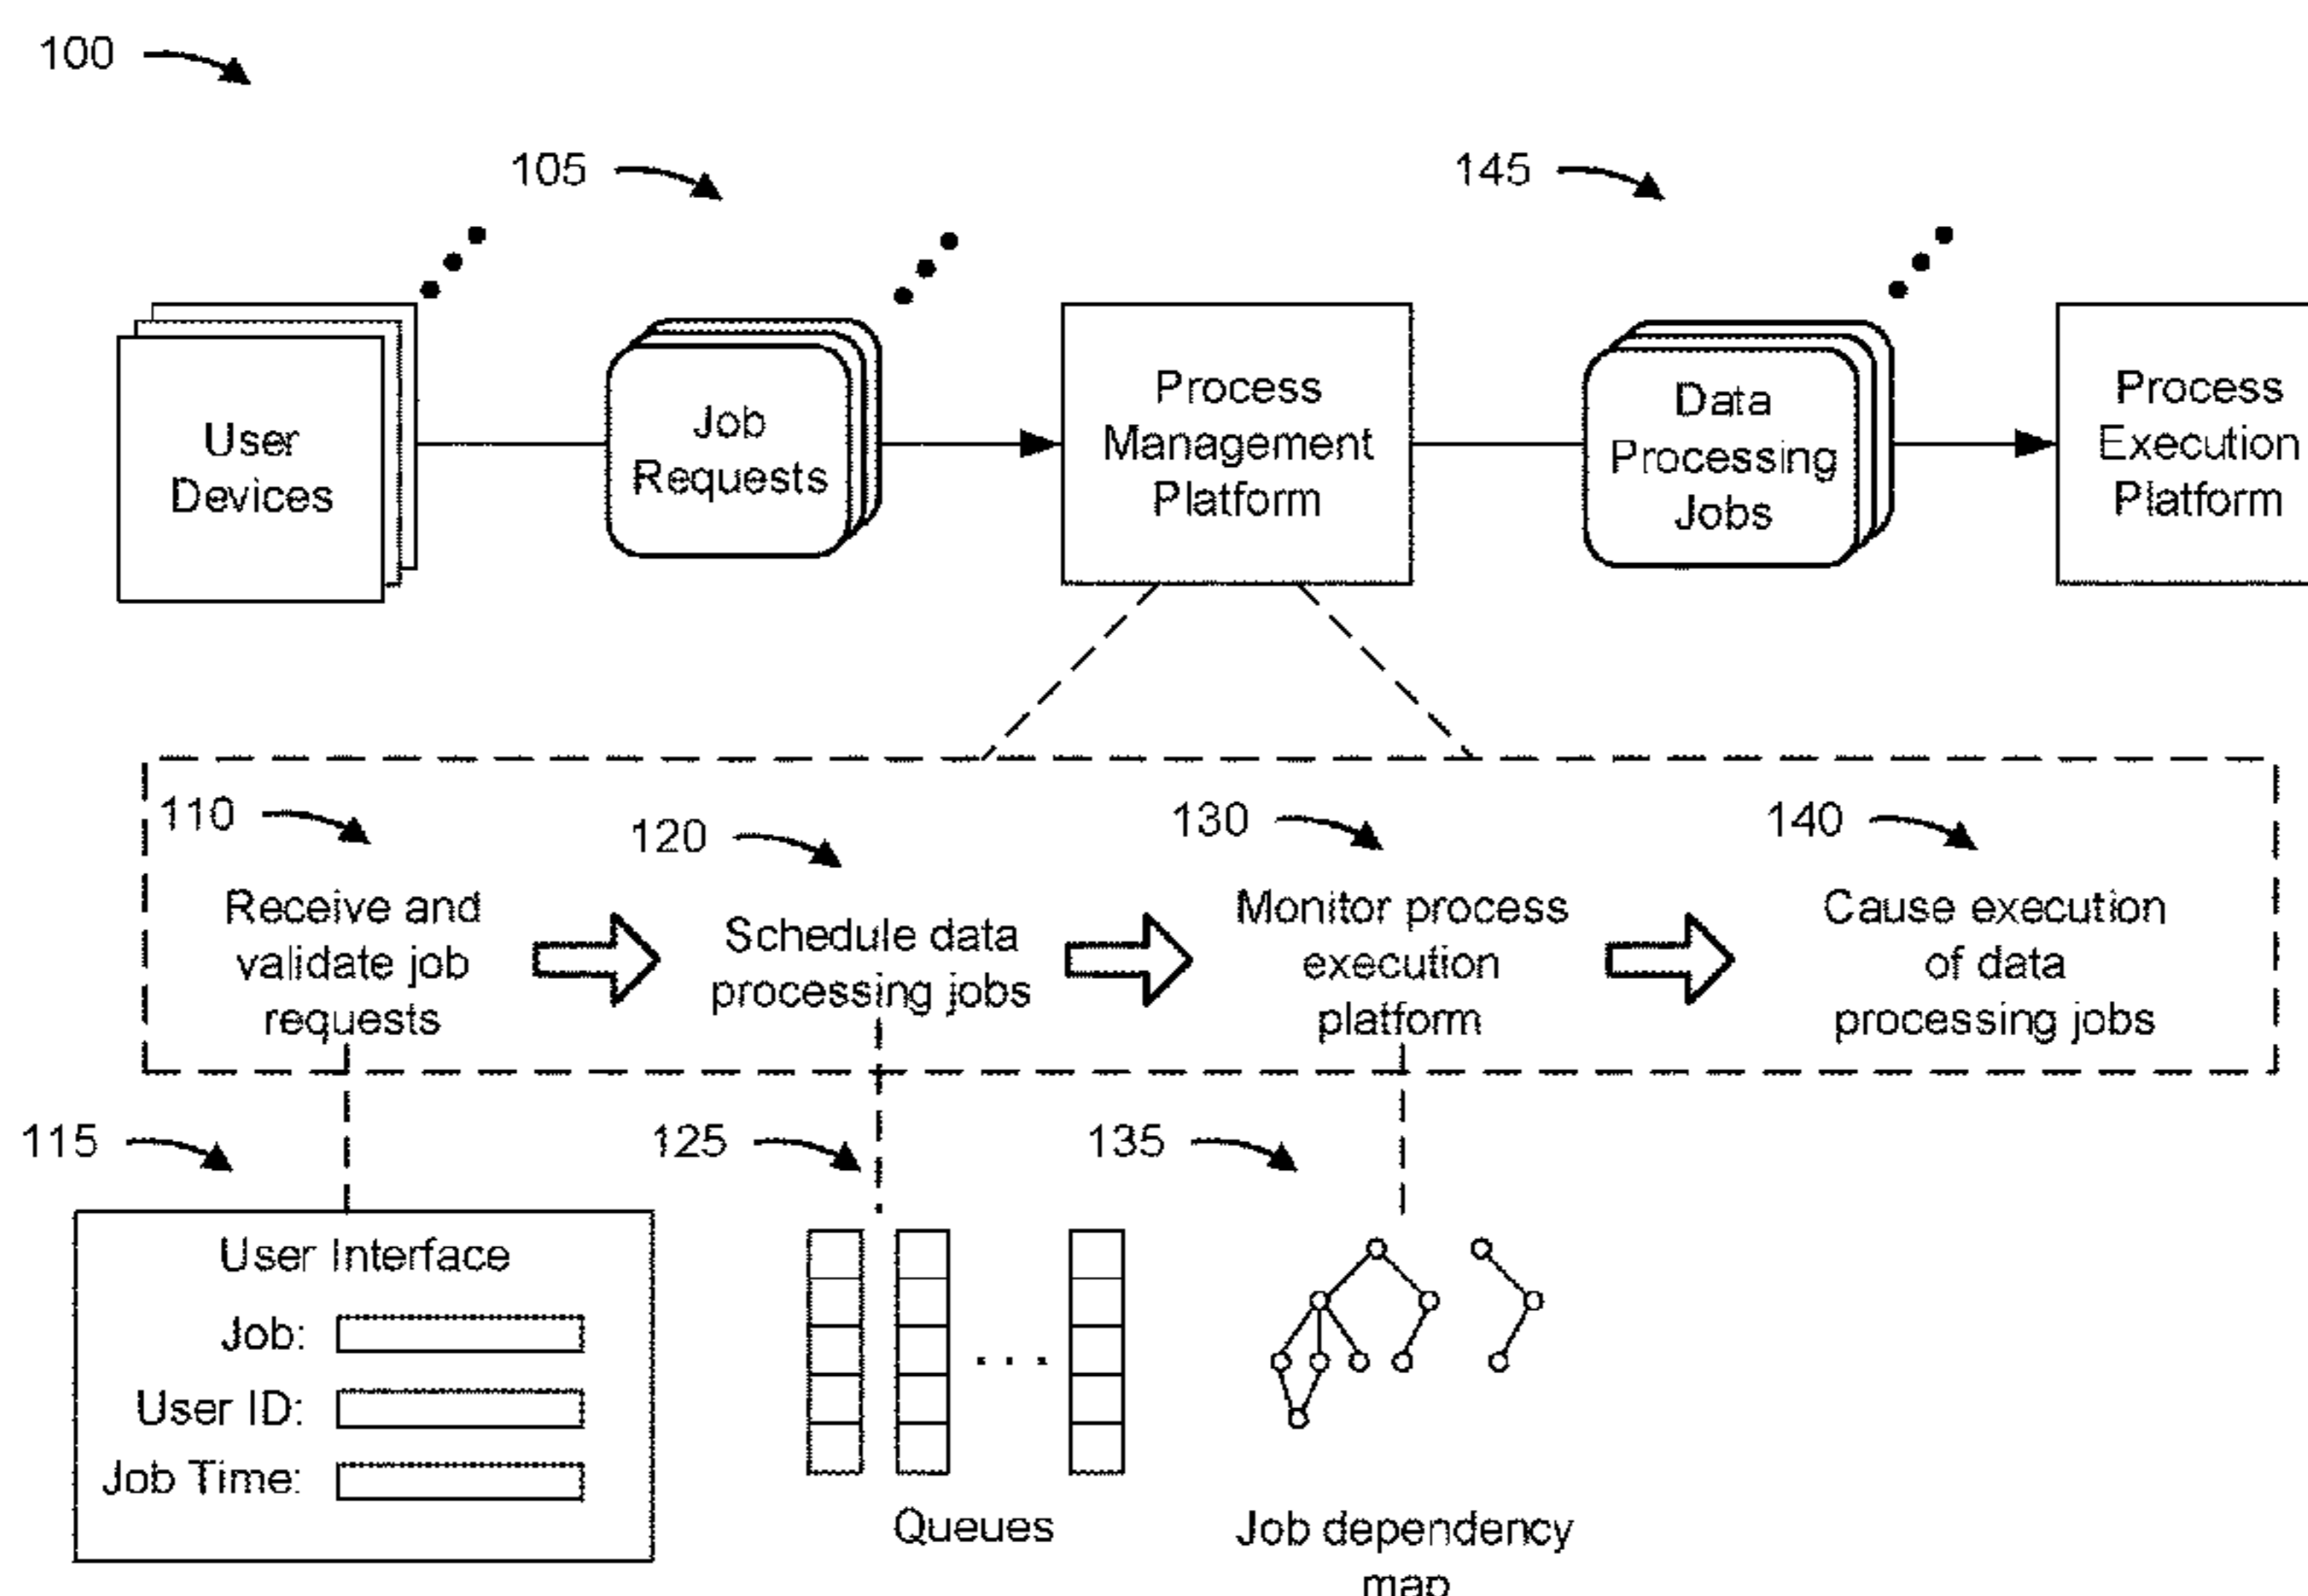 100
105
145
User
Devices
Job
Requests
Process
Management
Platform
Data
Processing
Jobs
Process
Execution
Platform
110
120
130
140
Receive and
validate job
requests
Schedule data
processing jobs
Monitor process
execution
platform
Cause execution
of data
processing jobs
115
125
135
User Interface
Job:
User ID:
Job Time:
Queues
Job dependency
map